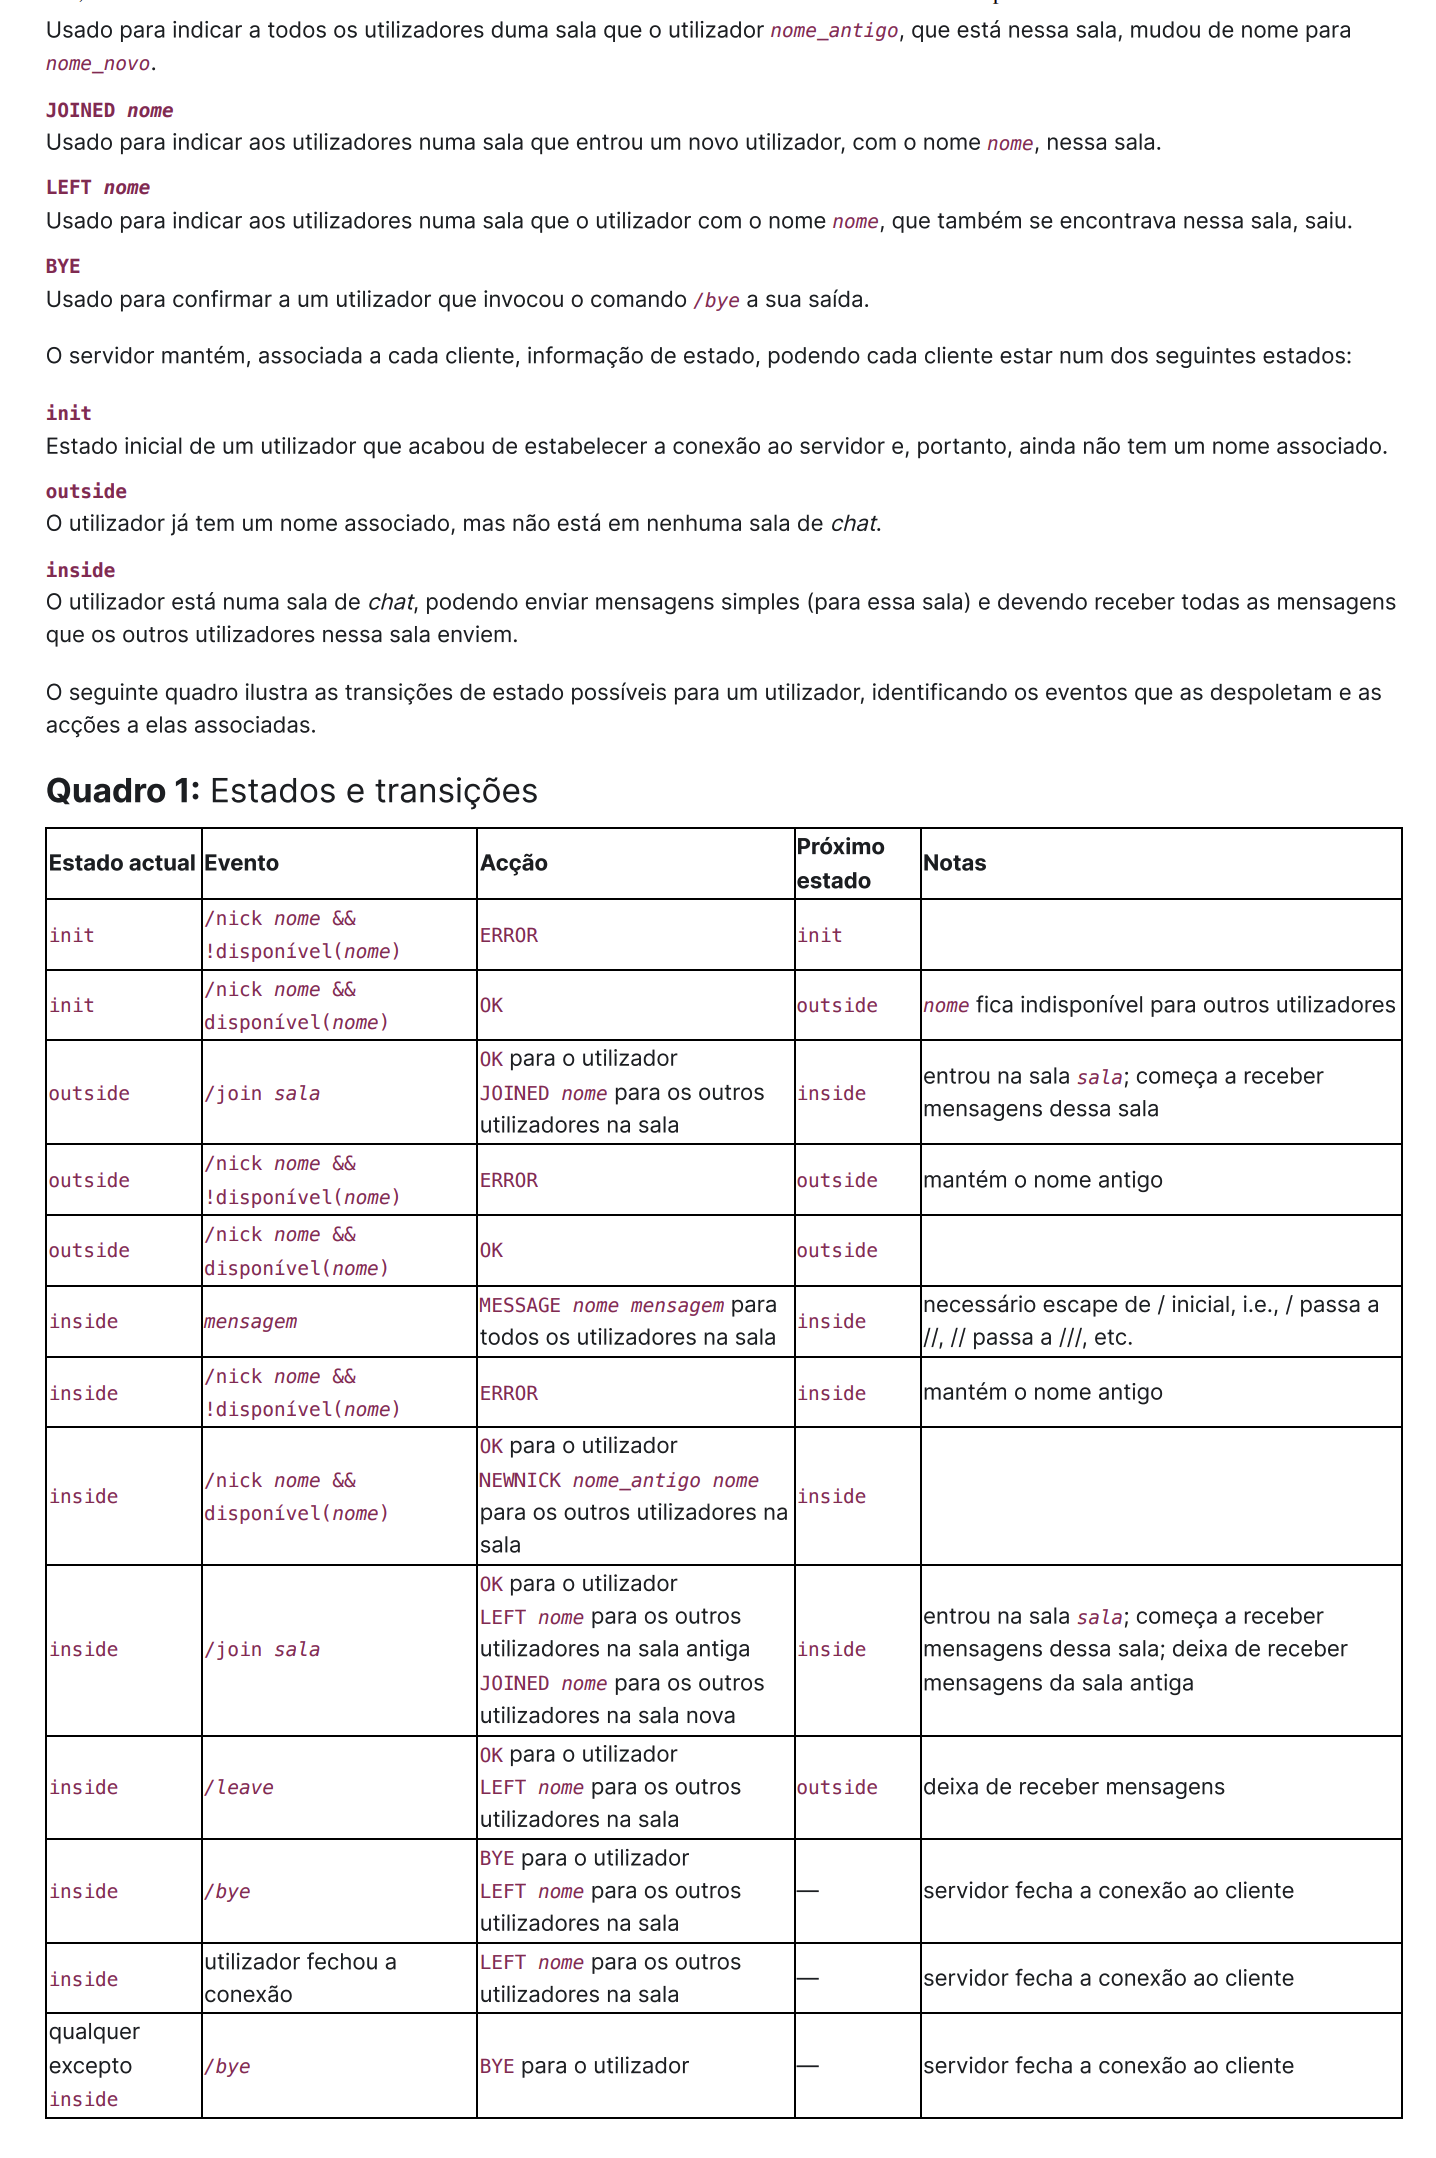 Usado para indicar a todos os utilizadores duma sala que o utilizador nome_antigo, que está nessa sala, mudou de nome para
nome_novo.
JOINED nome
Usado para indicar aos utilizadores numa sala que entrou um novo utilizador, com o nome nome, nessa sala.
LEFT nome
Usado para indicar aos utilizadores numa sala que o utilizador com o nome nome, que também se encontrava nessa sala, saiu.
BYE
Usado para confirmar a um utilizador que invocou o comando /bye a sua saída.
O servidor mantém, associada a cada cliente, informação de estado, podendo cada cliente estar num dos seguintes estados:
init
Estado inicial de um utilizador que acabou de estabelecer a conexão ao servidor e, portanto, ainda não tem um nome associado.
outside
O utilizador já tem um nome associado, mas não está em nenhuma sala de chat.
inside
O utilizador está numa sala de chat, podendo enviar mensagens simples (para essa sala) e devendo receber todas as mensagens
que os outros utilizadores nessa sala enviem.
O seguinte quadro ilustra as transições de estado possíveis para um utilizador, identificando os eventos que as despoletam e as
acções a elas associadas.
Quadro 1: Estados e transições
Estado actual
Evento
Acção
Próximo
estado
Notas
init
/nick nome &&
!disponível(nome)
ERROR
init
init
/nick nome &&
disponível(nome)
OK
outside
nome fica indisponível para outros utilizadores
outside
/join sala
OK para o utilizador
JOINED nome para os outros
utilizadores na sala
inside
entrou na sala sala; começa a receber
mensagens dessa sala
outside
/nick nome &&
!disponível(nome)
ERROR
outside
mantém o nome antigo
outside
/nick nome &&
disponível(nome)
OK
outside
inside
mensagem
MESSAGE nome mensagem para
todos os utilizadores na sala
inside
necessário escape de / inicial, i.e., / passa a
//, // passa a ///, etc.
inside
/nick nome &&
!disponível(nome)
ERROR
inside
mantém o nome antigo
inside
/nick nome &&
disponível(nome)
OK para o utilizador
NEWNICK nome_antigo nome
para os outros utilizadores na
sala
inside
inside
/join sala
OK para o utilizador
LEFT nome para os outros
utilizadores na sala antiga
JOINED nome para os outros
utilizadores na sala nova
inside
entrou na sala sala; começa a receber
mensagens dessa sala; deixa de receber
mensagens da sala antiga
inside
/leave
OK para o utilizador
LEFT nome para os outros
utilizadores na sala
outside
deixa de receber mensagens
inside
/bye
BYE para o utilizador
LEFT nome para os outros
utilizadores na sala
—
servidor fecha a conexão ao cliente
inside
utilizador fechou a
conexão
LEFT nome para os outros
utilizadores na sala
—
servidor fecha a conexão ao cliente
qualquer
excepto
inside
/bye
BYE para o utilizador
—
servidor fecha a conexão ao cliente